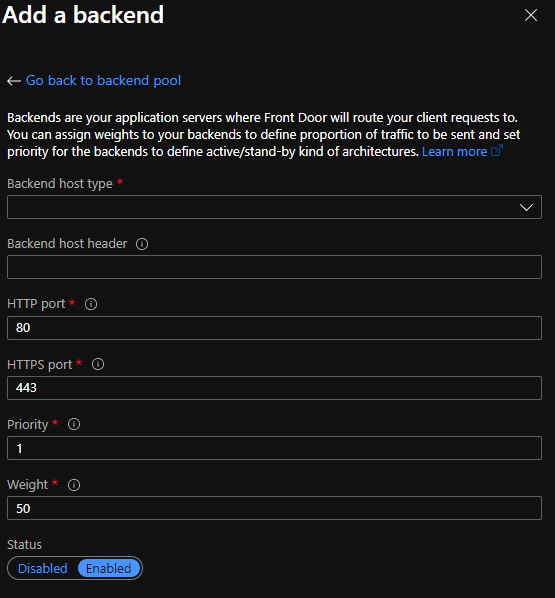 Add a backend
Go back to backend pool
Backends are your application servers where Front Door will route your client requests to.
You can assign weights to your backends to define proportion of traffic to be sent and set
priority for the backends to define active/stand-by kind of architectures. Learn more
Backend host type *
Backend host header
HTTP port *
80
HTTPS port *
443
Priority *
1
Weight *
50
Status
Disabled Enabled